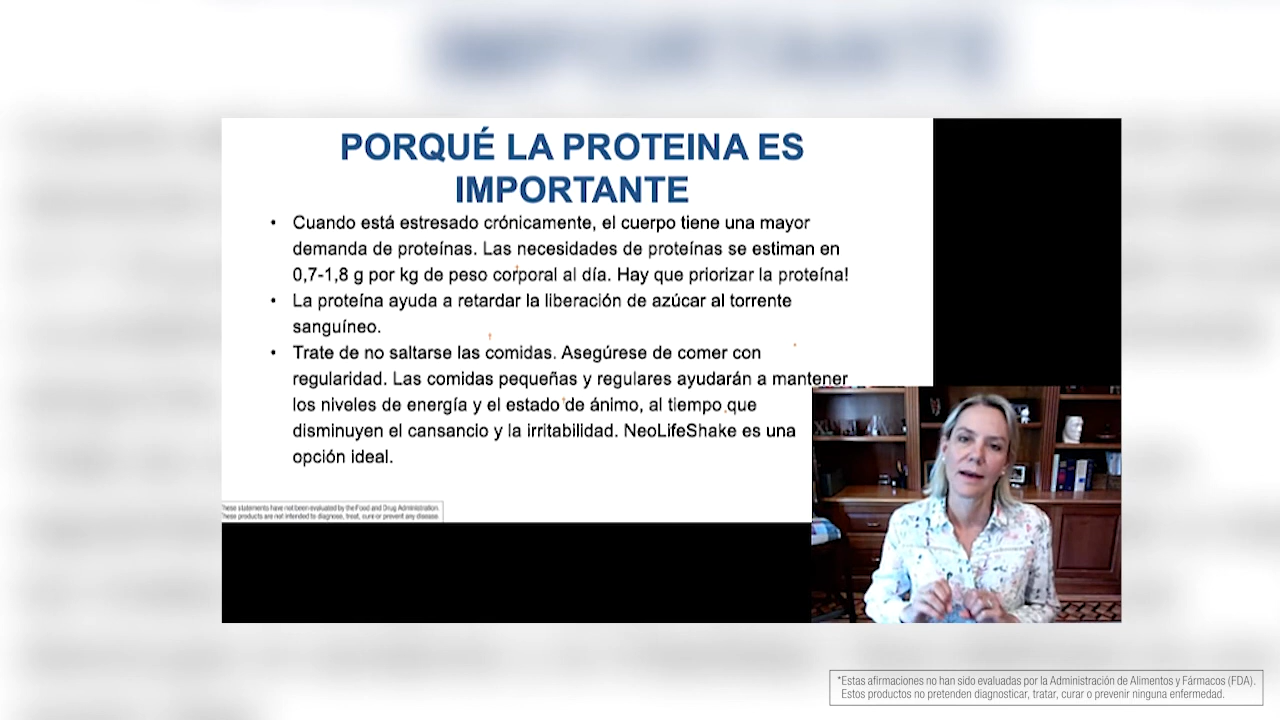 PORQUÉ LA PROTEINA ES
IMPORTANTE
• Cuando está estresado crónicamente, el cuerpo tiene una mayor
demanda de proteínas. Las necesidades de proteínas se estiman en
0,7-1,8 g por kg de peso corporal al día. Hay que priorizar la proteína!
• La proteína ayuda a retardar la liberación de azúcar al torrente
sanguíneo.
• Trate de no saltarse las comidas. Asegúrese de comer con
regularidad. Las comidas pequeñas y regulares ayudarán a mantener
los niveles de energía y el estado de ánimo, al tiempo que
disminuyen el cansancio y la irritabilidad. NeoLifeShake es una
opción ideal.
These statements have not been evaluated by the Food and Drug Administration.
These products are not intended to diagnose, treat, cure or prevent any disease.
*Estas afirmaciones no han sido evaluadas por la Administración de Alimentos y Fármacos (FDA).
Estos productos no pretenden diagnosticar, tratar, curar o prevenir ninguna enfermedad.